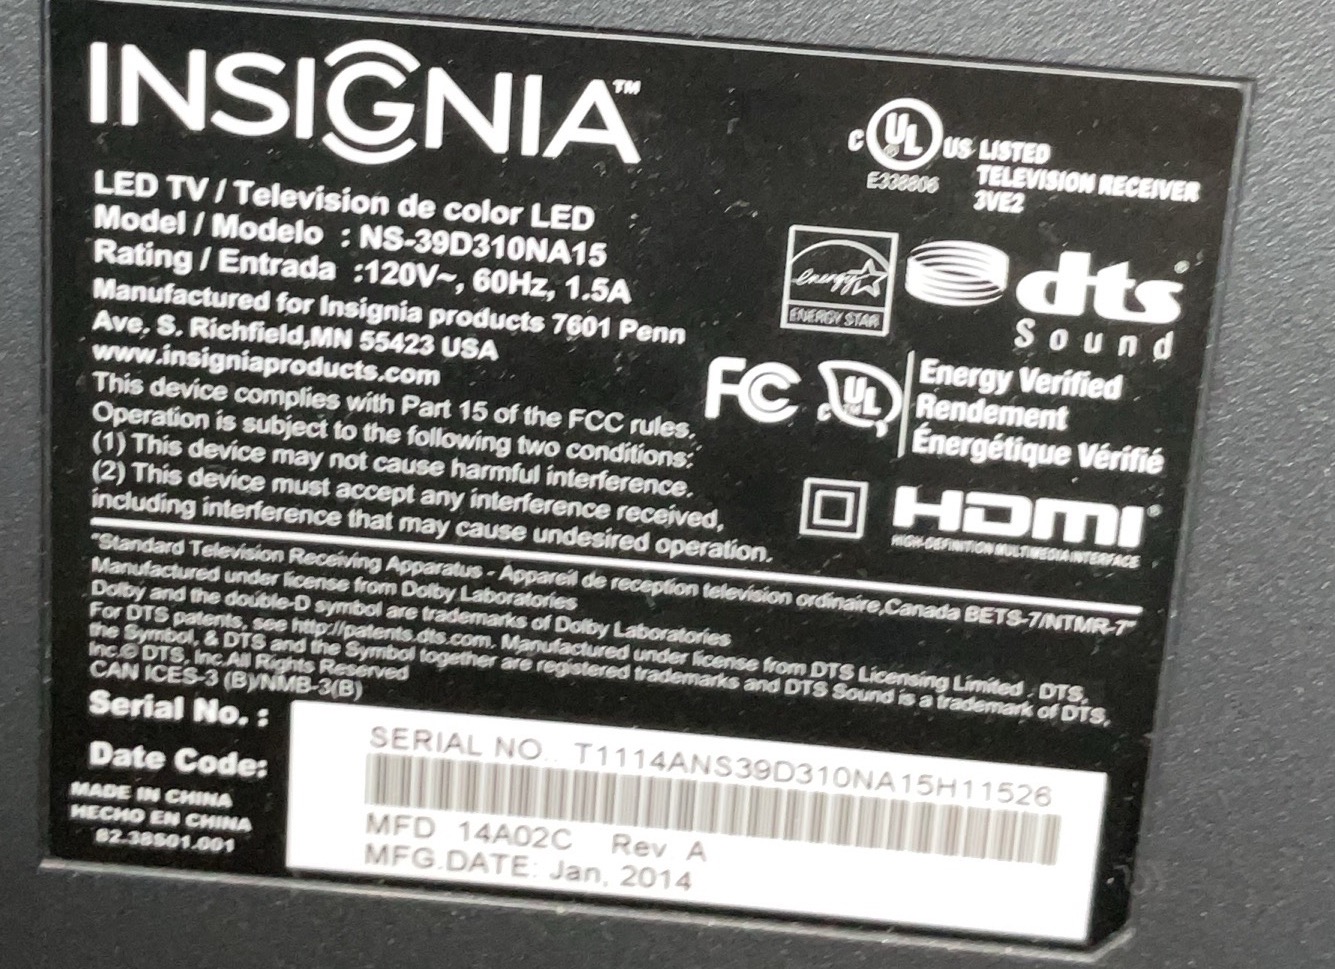 INSIGNIA™
LED TV / Television de color LED
Model / Modelo : NS-39D310NA15
Rating / Entrada :120V~, 60Hz, 1.5A
Manufactured for Insignia products 7601 Penn
Ave, S. Richfield,MN 55423 USA
www.insigniaproducts.com
This device complies with Part 15 of the FCC rules.
Operation is subject to the following two conditions:
(1) This device may not cause harmful interference.
(2) This device must accept any interference received,
including interference that may cause undesired operation.
C UL® US LISTED
E338806
TELEVISION RECEIVER
3VE2
energy
ENERGY STAR
dts
Sound
FC
C UL
Energy Verified
Rendement
Énergétique Vérifié
HDMI®
HIGH-DEFINITION MULTIMEDIA INTERFACE
"Standard Television Receiving Apparatus - Appareil de reception television ordinaire,Canada BETS-7/NTMR-7"
Manufactured under license from Dolby Laboratories
Dolby and the double-D symbol are trademarks of Dolby Laboratories
For DTS patents, see http://patents.dts.com. Manufactured under license from DTS Licensing Limited . DTS,
the Symbol, & DTS and the Symbol together are registered trademarks and DTS Sound is a trademark of DTS,
Inc.© DTS, Inc.All Rights Reserved
CAN ICES-3 (B)/NMB-3(B)
Serial No. :
Date Code:
MADE IN CHINA
HECHO EN CHINA
82-38S01.001
SERIAL NO.. T1114ANS39D310NA15H11526
MFD 14A02C Rev A
MFG.DATE: Jan, 2014